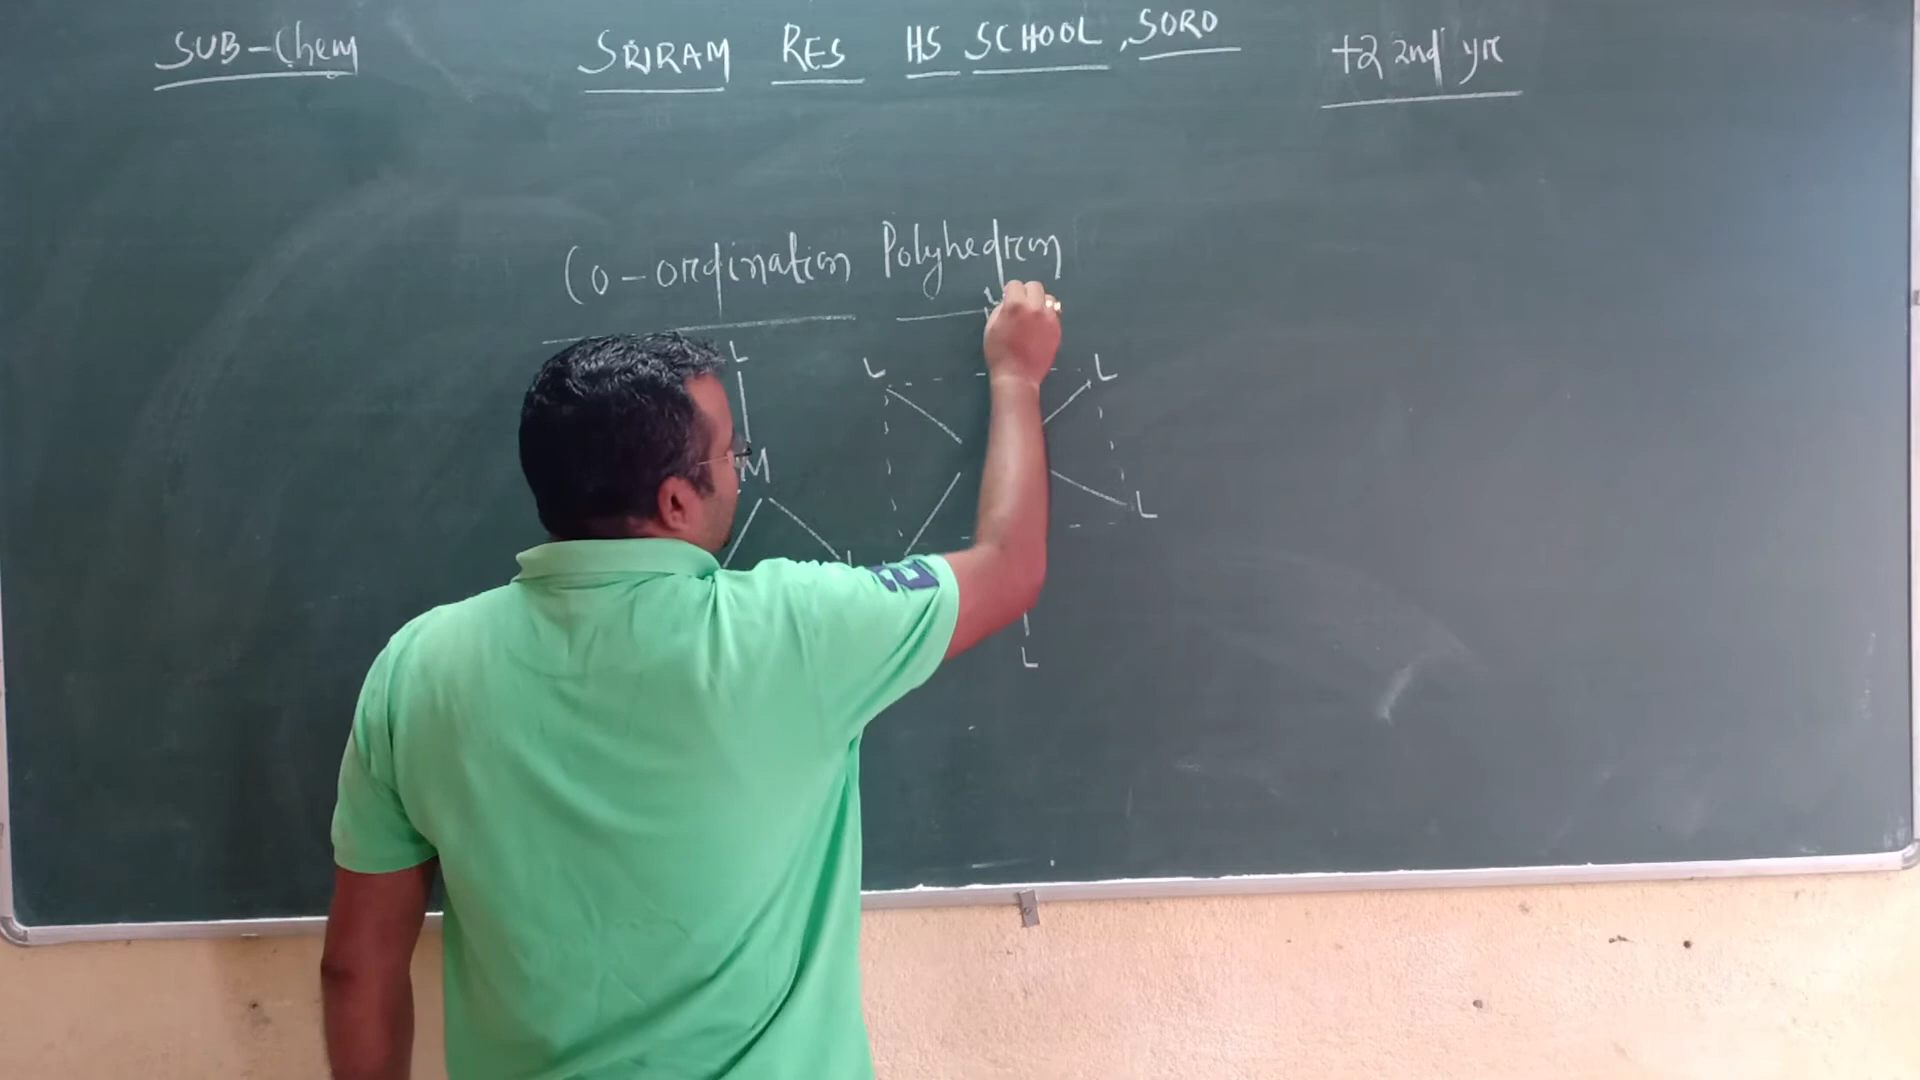 SUB-Chem SRIRAM RES HS SCHOOL, SORO +2 2nd yr
Co-ordination Polyhedron
L
L L
M
L
L